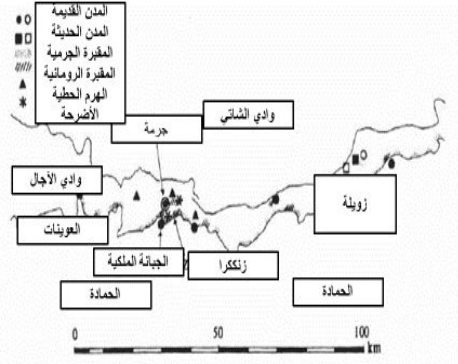 المدن القديمة
المدن الحديثة
المقبرة الجرمية
المقبرة الرومانية
الهرم الحطية
الأضرحة
وادي الشاتي
جرمة
وادي الآجال
زويلة
العوينات
الجبانة الملكية
زنككرا
الحمادة
الحمادة
0 50 100
km